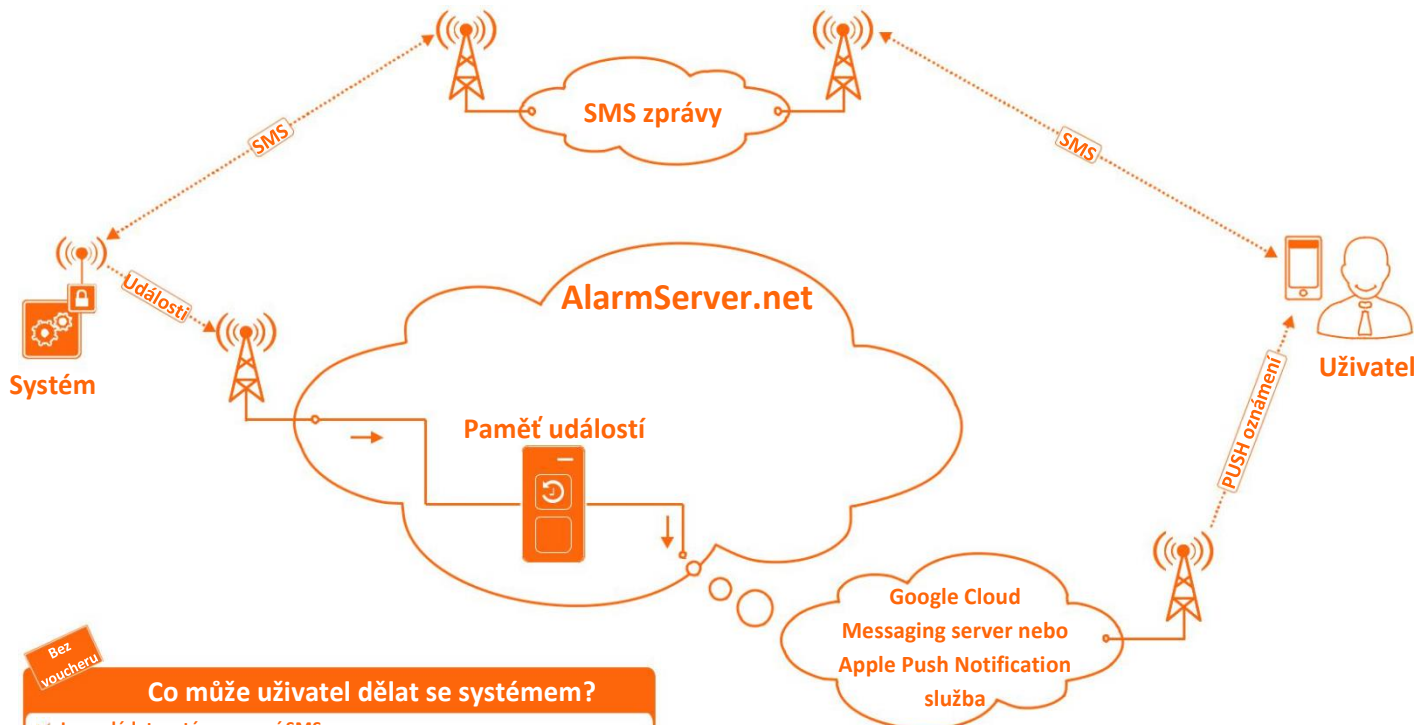 SMS zprávy
SMS
SMS
Události
AlarmServer.net
Systém
Uživatel
Paměť událostí
PUSH oznámení
Google Cloud
Messaging server nebo
Apple Push Notification
služba
Bez
voucheru
Co může uživatel dělat se systémem?